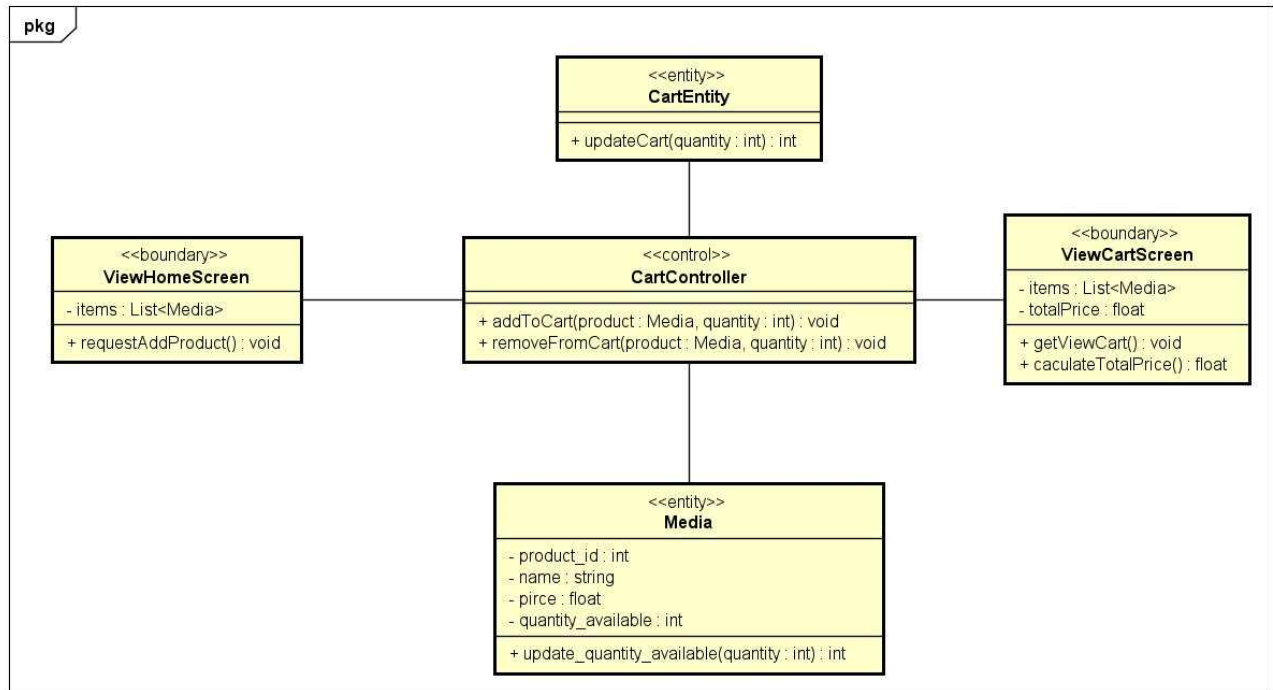 pkg
<<entity>>
CartEntity
+ updateCart(quantity : int) : int
<<boundary>>
ViewHomeScreen
- items : List<Media>
+ requestAddProduct() : void
<<control>>
CartController
+ addToCart(product : Media, quantity : int) : void
+ removeFromCart(product : Media, quantity : int) : void
<<boundary>>
ViewCartScreen
- items : List<Media>
- totalPrice : float
+ getViewCart() : void
+ caculateTotalPrice() : float
<<entity>>
Media
- product_id : int
- name : string
- pirce : float
- quantity_available : int
+ update_quantity_available(quantity : int) : int